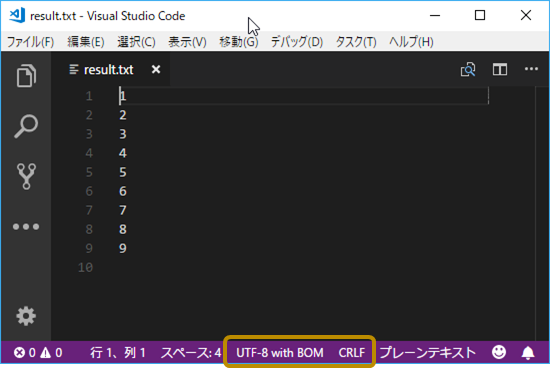 result.txt - Visual Studio Code
ファイル(F) 編集(E) 選択(C) 表示(V) 移動(G) デバッグ(D) タスク(T) ヘルプ(H)
result.txt
1 1
2 2
3 3
4 4
5 5
6 6
7 7
8 8
9 9
10
0 0 行 1、列 1 スペース: 4 UTF-8 with BOM CRLF プレーンテキスト